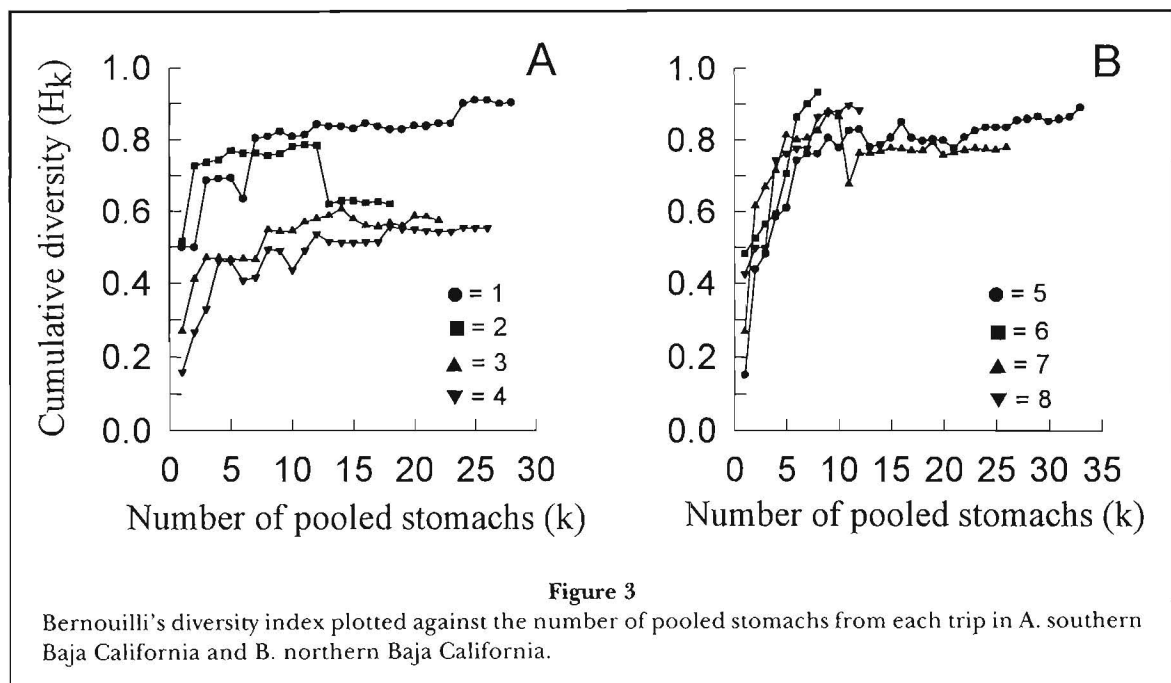 A
Cumulative diversity (Hk)
1.0
0.8
0.6
0.4
0.2
0.0
● = 1
■ = 2
▲ = 3
▼ = 4
0 5 10 15 20 25 30
Number of pooled stomachs (k)
B
1.0
0.8
0.6
0.4
0.2
0.0
● = 5
■ = 6
▲ = 7
▼ = 8
0 5 10 15 20 25 30 35
Number of pooled stomachs (k)
Figure 3
Bernouilli's diversity index plotted against the number of pooled stomachs from each trip in A. southern
Baja California and B. northern Baja California.